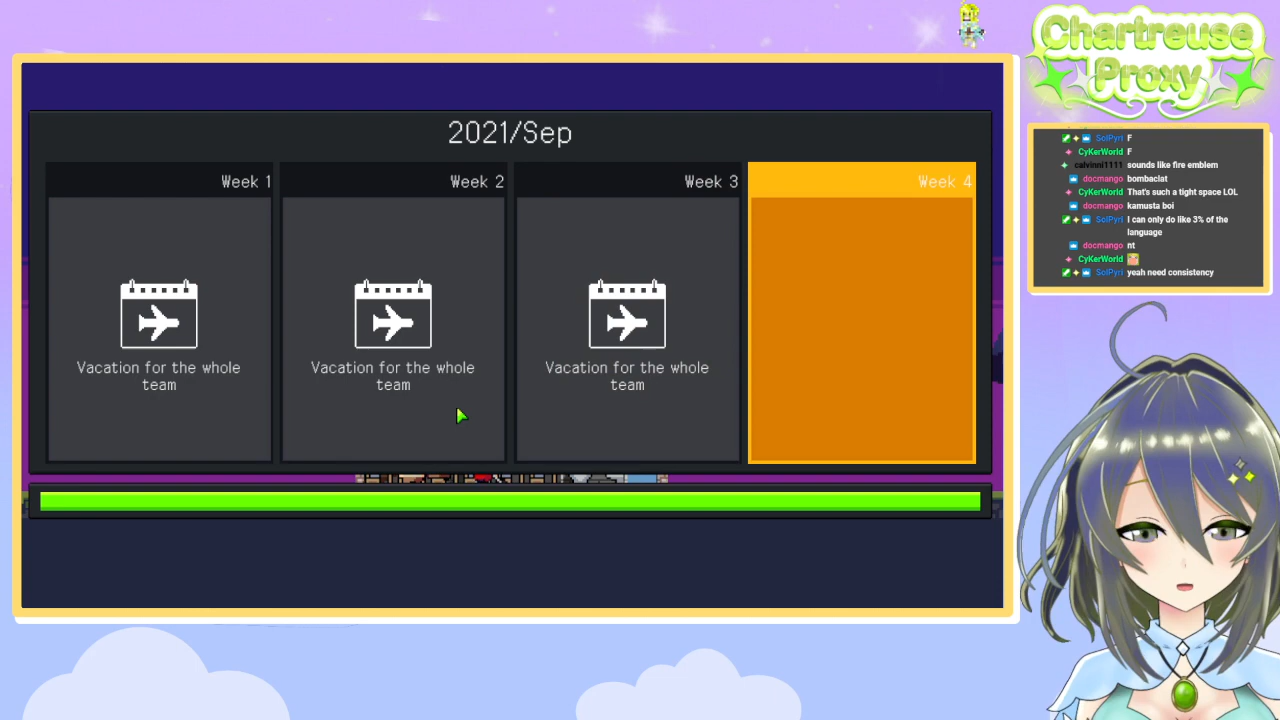 Chartreuse
Proxy
2021/Sep
Week 1
Week 2
Week 3
Week 4
Vacation for the whole
team
Vacation for the whole
team
Vacation for the whole
team
SolPyri F
CyKerWorld F
calvinni1111 sounds like fire emblem
docmango bombaclat
CyKerWorld That's such a tight space LOL
docmango kamusta boi
SolPyri I can only do like 3% of the
language
docmango nt
CyKerWorld
SolPyri yeah need consistency